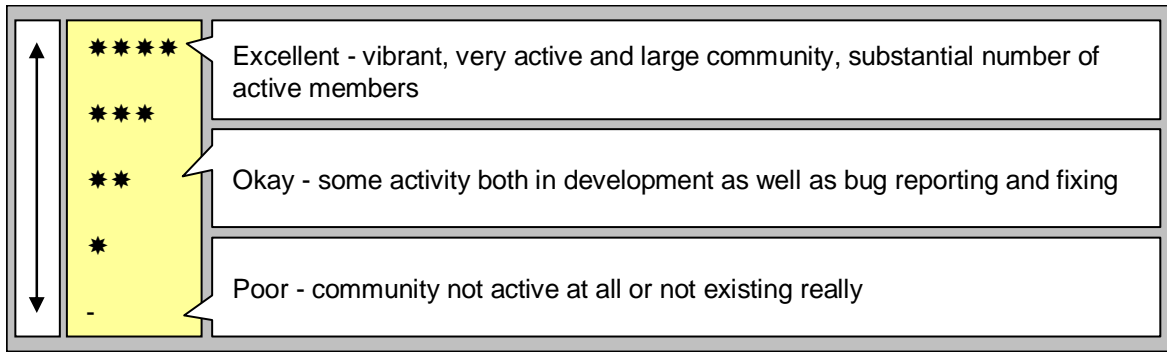 ✸✸✸✸
Excellent - vibrant, very active and large community, substantial number of
active members
✸✸✸
✸✸
Okay - some activity both in development as well as bug reporting and fixing
✸
Poor - community not active at all or not existing really
-